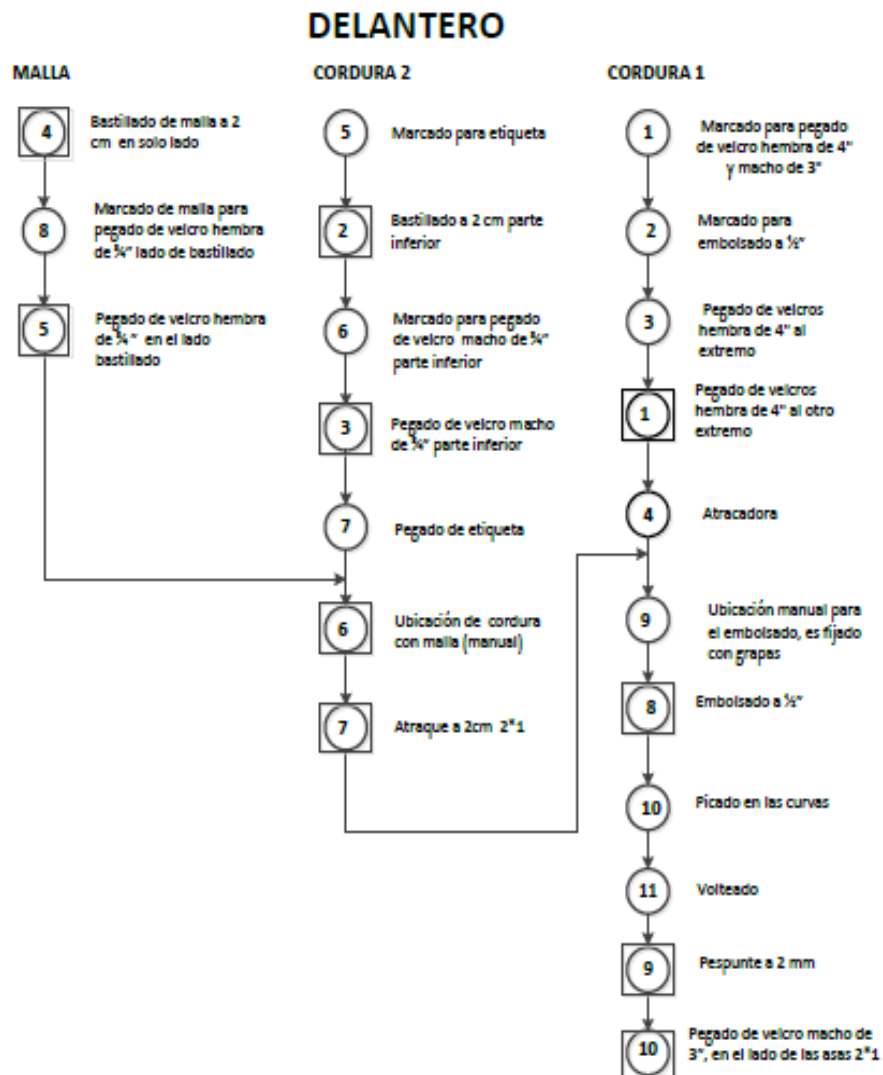 DELANTERO
MALLA
4
Bastillado de malla a 2
cm en solo lado
8
Marcado de malla para
pegado de velcro hembra
de ¾" lado de bastillado
5
Pegado de velcro hembra
de ¾" en el lado
bastillado
CORDURA 2
5
Marcado para etiqueta
2
Bastillado a 2 cm parte
inferior
6
Marcado para pegado
de velcro macho de ¾"
parte inferior
3
Pegado de velcro macho
de ¾" parte inferior
7
Pegado de etiqueta
6
Ubicación de cordura
con malla (manual)
7
Atraque a 2cm 2*1
CORDURA 1
1
Marcado para pegado
de velcro hembra de 4"
y macho de 3"
2
Marcado para
embolsado a ½"
3
Pegado de velcros
hembra de 4" al
extremo
1
Pegado de velcros
hembra de 4" al otro
extremo
4
Atracadora
9
Ubicación manual para
el embolsado, es fijado
con grapas
8
Embolsado a ½"
10
Picado en las curvas
11
Volteado
9
Pespunte a 2 mm
10
Pegado de velcro macho de
3", en el lado de las asas 2*1